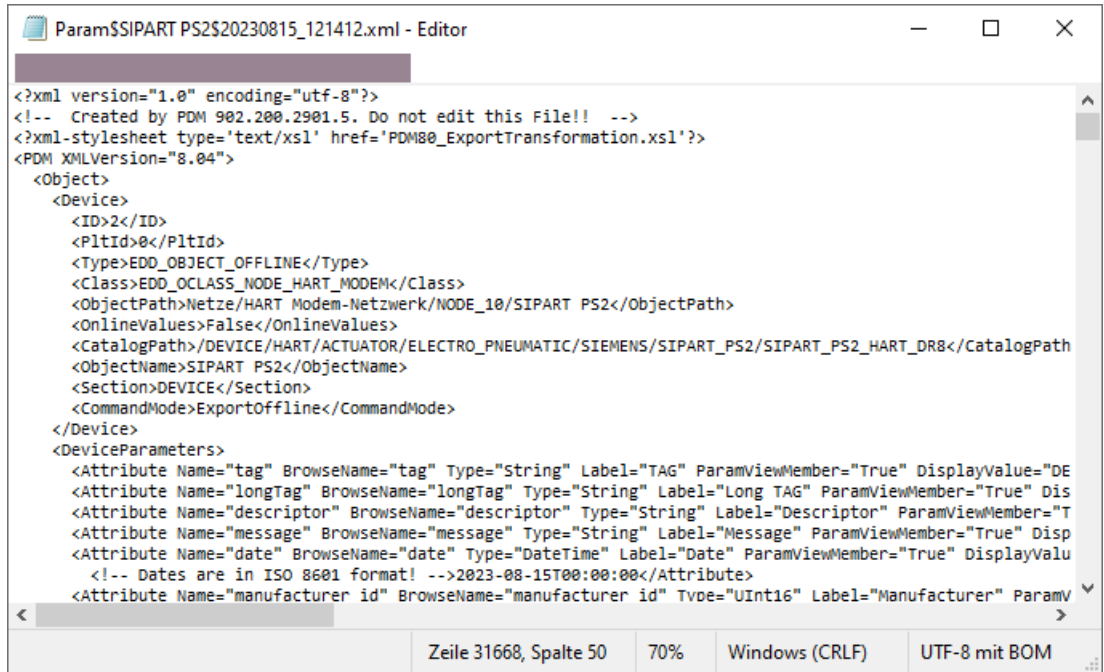 Param$SIPART PS2$20230815_121412.xml - Editor
<?xml version="1.0" encoding="utf-8"?>
<!--  Created by PDM 902.200.2901.5. Do not edit this File!!  -->
<?xml-stylesheet type='text/xsl' href='PDM80_ExportTransformation.xsl'?>
<PDM XMLVersion="8.04">
  <Object>
    <Device>
      <ID>2</ID>
      <PltId>0</PltId>
      <Type>EDD_OBJECT_OFFLINE</Type>
      <Class>EDD_OCLASS_NODE_HART_MODEM</Class>
      <ObjectPath>Netze/HART Modem-Netzwerk/NODE_10/SIPART PS2</ObjectPath>
      <OnlineValues>False</OnlineValues>
      <CatalogPath>/DEVICE/HART/ACTUATOR/ELECTRO_PNEUMATIC/SIEMENS/SIPART_PS2/SIPART_PS2_HART_DR8</CatalogPath
      <ObjectName>SIPART PS2</ObjectName>
      <Section>DEVICE</Section>
      <CommandMode>ExportOffline</CommandMode>
    </Device>
    <DeviceParameters>
      <Attribute Name="tag" BrowseName="tag" Type="String" Label="TAG" ParamViewMember="True" DisplayValue="DE
      <Attribute Name="longTag" BrowseName="longTag" Type="String" Label="Long TAG" ParamViewMember="True" Dis
      <Attribute Name="descriptor" BrowseName="descriptor" Type="String" Label="Descriptor" ParamViewMember="T
      <Attribute Name="message" BrowseName="message" Type="String" Label="Message" ParamViewMember="True" Disp
      <Attribute Name="date" BrowseName="date" Type="DateTime" Label="Date" ParamViewMember="True" DisplayValu
        <!-- Dates are in ISO 8601 format! -->2023-08-15T00:00:00</Attribute>
      <Attribute Name="manufacturer_id" BrowseName="manufacturer_id" Type="UInt16" Label="Manufacturer" ParamV
Zeile 31668, Spalte 50 70% Windows (CRLF) UTF-8 mit BOM